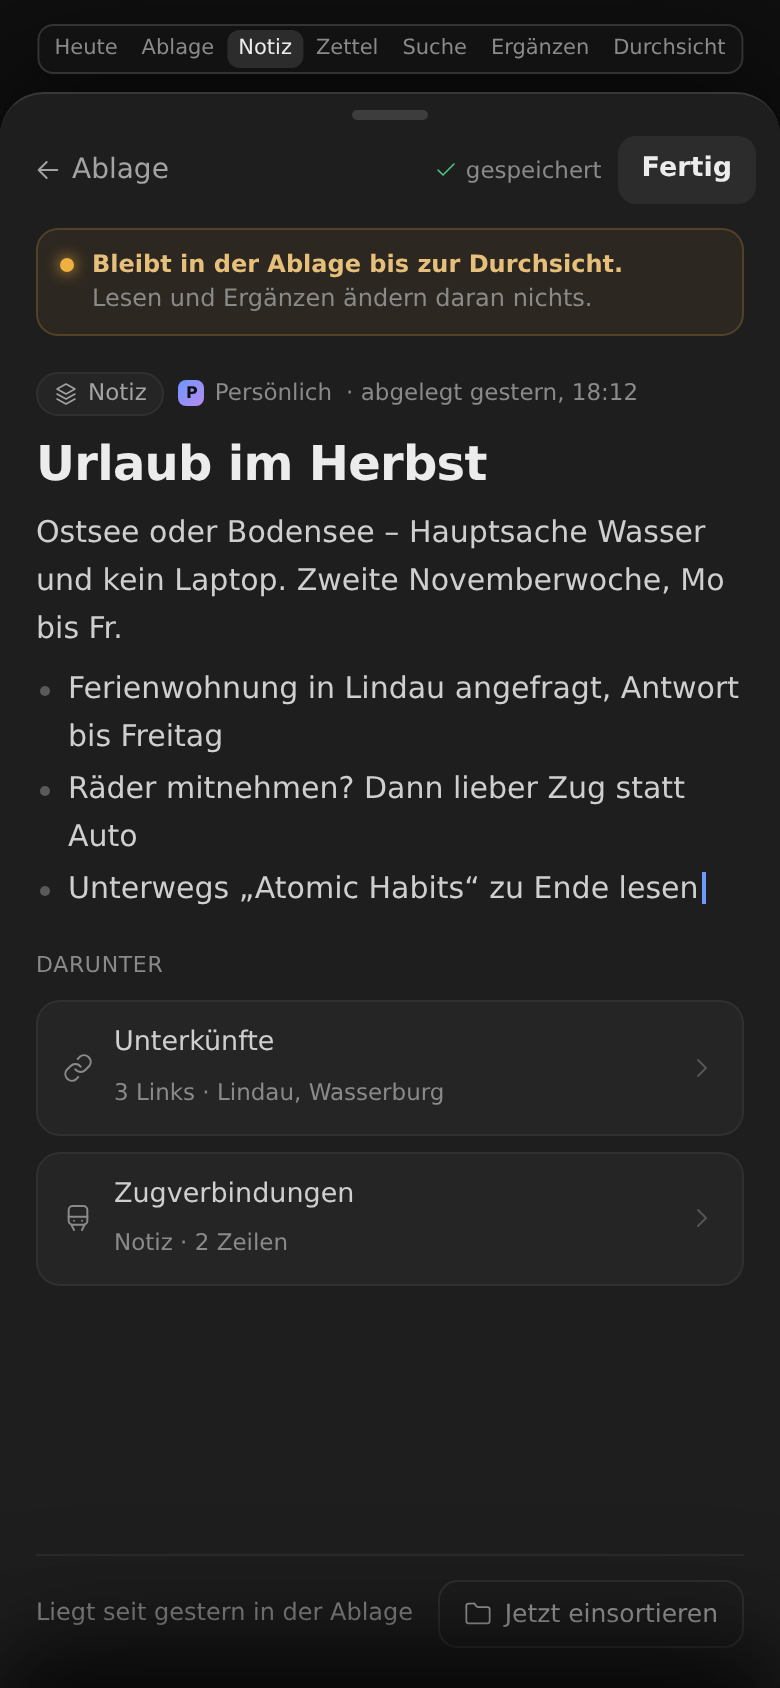 Heute Ablage Notiz Zettel Suche Ergänzen Durchsicht
← Ablage
✓ gespeichert
Fertig
Bleibt in der Ablage bis zur Durchsicht.
Lesen und Ergänzen ändern daran nichts.
Notiz
P Persönlich · abgelegt gestern, 18:12
Urlaub im Herbst
Ostsee oder Bodensee – Hauptsache Wasser
und kein Laptop. Zweite Novemberwoche, Mo
bis Fr.
• Ferienwohnung in Lindau angefragt, Antwort
bis Freitag
• Räder mitnehmen? Dann lieber Zug statt
Auto
• Unterwegs „Atomic Habits“ zu Ende lesen
DARUNTER
Unterkünfte
3 Links · Lindau, Wasserburg
Zugverbindungen
Notiz · 2 Zeilen
Liegt seit gestern in der Ablage
Jetzt einsortieren